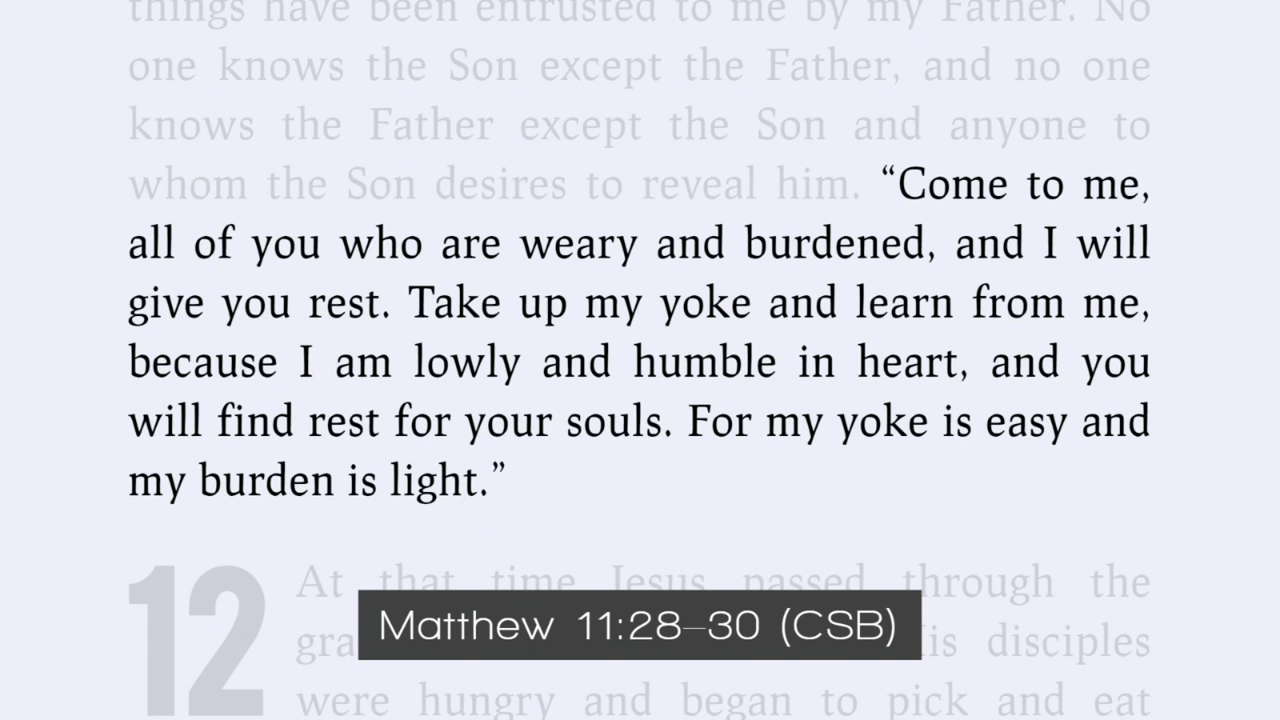 things have been entrusted to me by my Father. No
one knows the Son except the Father, and no one
knows the Father except the Son and anyone to
whom the Son desires to reveal him. “Come to me,
all of you who are weary and burdened, and I will
give you rest. Take up my yoke and learn from me,
because I am lowly and humble in heart, and you
will find rest for your souls. For my yoke is easy and
my burden is light.”
12
At that time Jesus passed through the
disciples
Matthew 11:28–30 (CSB)
were hungry and began to pick and eat